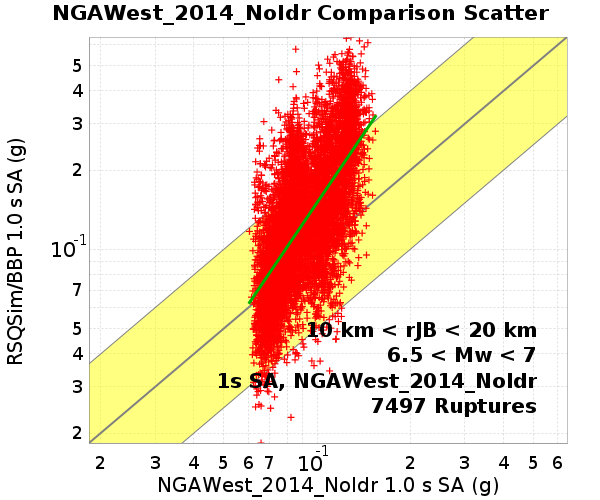 NGAWest_2014_NoIdr Comparison Scatter
RSQSim/BBP 1.0 s SA (g)
5
4
3
2
10-1
7
5
4
3
2
10 km < rJB < 20 km
6.5 < Mw < 7
1s SA, NGAWest_2014_NoIdr
7497 Ruptures
2 3 4 5 6 7 10-1 2 3 4 5 6
NGAWest_2014_NoIdr 1.0 s SA (g)